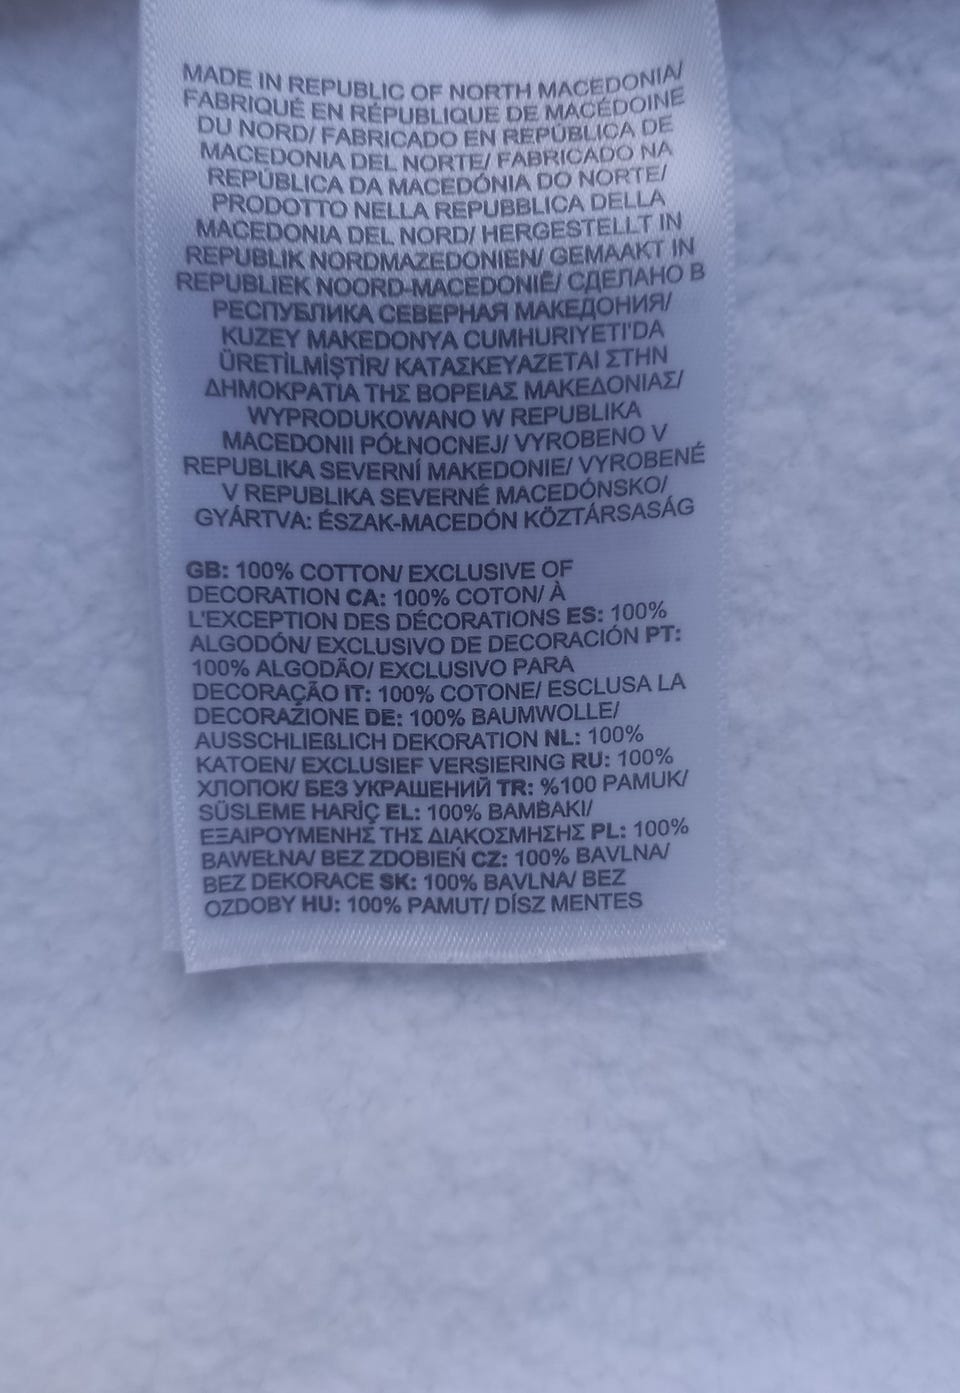 MADE IN REPUBLIC OF NORTH MACEDONIA/
FABRIQUÉ EN RÉPUBLIQUE DE MACÉDOINE
DU NORD/ FABRICADO EN REPÚBLICA DE
MACEDONIA DEL NORTE/ FABRICADO NA
REPÚBLICA DA MACEDÓNIA DO NORTE/
PRODOTTO NELLA REPUBBLICA DELLA
MACEDONIA DEL NORD/ HERGESTELLT IN
REPUBLIK NORDMAZEDONIEN/ GEMAAKT IN
REPUBLIEK NOORD-MACEDONIË/ СДЕЛАНО В
РЕСПУБЛИКА СЕВЕРНАЯ МАКЕДОНИЯ/
KUZEY MAKEDONYA CUMHURIYETI'DA
ÜRETİLMİŞTİR/ ΚΑΤΑΣΚΕΥΑΖΕΤΑΙ ΣΤΗΝ
ΔΗΜΟΚΡΑΤΙΑ ΤΗΣ ΒΟΡΕΙΑΣ ΜΑΚΕΔΟΝΙΑΣ/
WYPRODUKOWANO W REPUBLIKA
MACEDONII PÓŁNOCNEJ/ VYROBENO V
REPUBLIKA SEVERNÍ MAKEDONIE/ VYROBENÉ
V REPUBLIKA SEVERNÉ MACEDÓNSKO/
GYÁRTVA: ÉSZAK-MACEDÓN KÖZTÁRSASÁG
GB: 100% COTTON/ EXCLUSIVE OF
DECORATION CA: 100% COTON/ À
L'EXCEPTION DES DÉCORATIONS ES: 100%
ALGODÓN/ EXCLUSIVO DE DECORACIÓN PT:
100% ALGODÃO/ EXCLUSIVO PARA
DECORAÇÃO IT: 100% COTONE/ ESCLUSA LA
DECORAZIONE DE: 100% BAUMWOLLE/
AUSSCHLIEßLICH DEKORATION NL: 100%
KATOEN/ EXCLUSIEF VERSIERING RU: 100%
ХЛОПОК/ БЕЗ УКРАШЕНИЙ TR: %100 PAMUK/
SÜSLEME HARİÇ EL: 100% ΒΑΜΒΑΚΙ/
ΕΞΑΙΡΟΥΜΕΝΗΣ ΤΗΣ ΔΙΑΚΟΣΜΗΣΗΣ PL: 100%
BAWEŁNA/ BEZ ZDOBIEŃ CZ: 100% BAVLNA/
BEZ DEKORACE SK: 100% BAVLNA/ BEZ
OZDOBY HU: 100% PAMUT/ DÍSZ MENTES